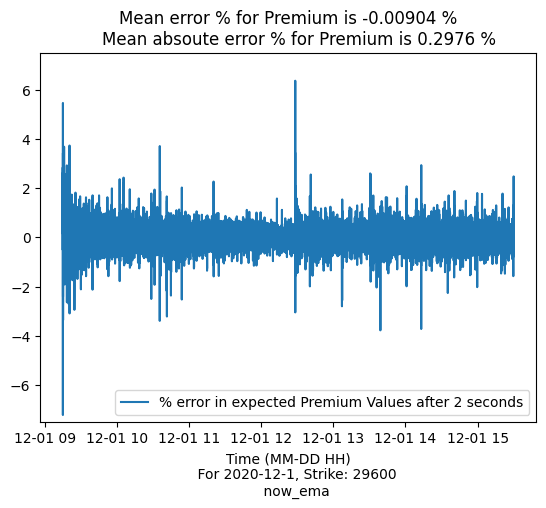 Mean error % for Premium is -0.00904 %
Mean absoute error % for Premium is 0.2976 %
6
4
2
0
−2
−4
−6
% error in expected Premium Values after 2 seconds
12-01 09 12-01 10 12-01 11 12-01 12 12-01 13 12-01 14 12-01 15
Time (MM-DD HH)
For 2020-12-1, Strike: 29600
now_ema